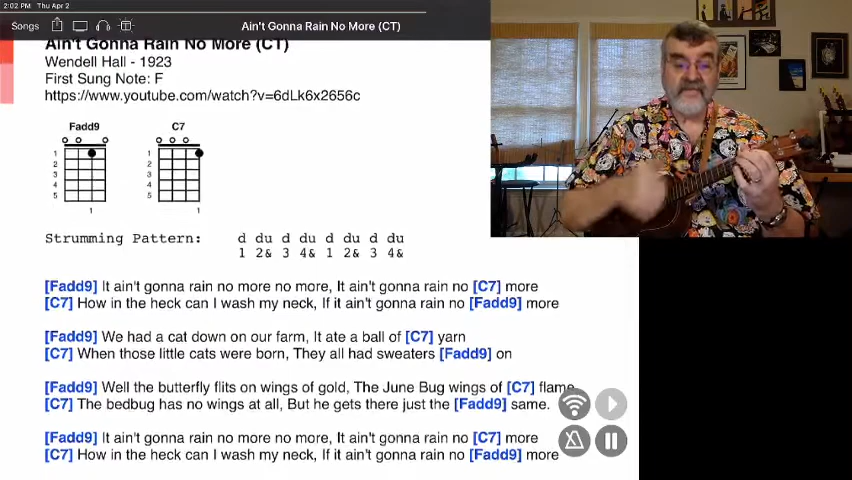 2:02 PM Thu Apr 2
Songs
Ain't Gonna Rain No More (CT)
Ain't Gonna Rain No More (CT)
Wendell Hall - 1923
First Sung Note: F
https://www.youtube.com/watch?v=6dLk6x2656c
Fadd9 C7
1 1
2 2
3 3
4 4
5 5
1 1
Strumming Pattern: d du d du d du d du
1 2& 3 4& 1 2& 3 4&
[Fadd9] It ain't gonna rain no more no more, It ain't gonna rain no [C7] more
[C7] How in the heck can I wash my neck, If it ain't gonna rain no [Fadd9] more
[Fadd9] We had a cat down on our farm, It ate a ball of [C7] yarn
[C7] When those little cats were born, They all had sweaters [Fadd9] on
[Fadd9] Well the butterfly flits on wings of gold, The June Bug wings of [C7] flame
[C7] The bedbug has no wings at all, But he gets there just the [Fadd9] same.
[Fadd9] It ain't gonna rain no more no more, It ain't gonna rain no [C7] more
[C7] How in the heck can I wash my neck, If it ain't gonna rain no [Fadd9] more